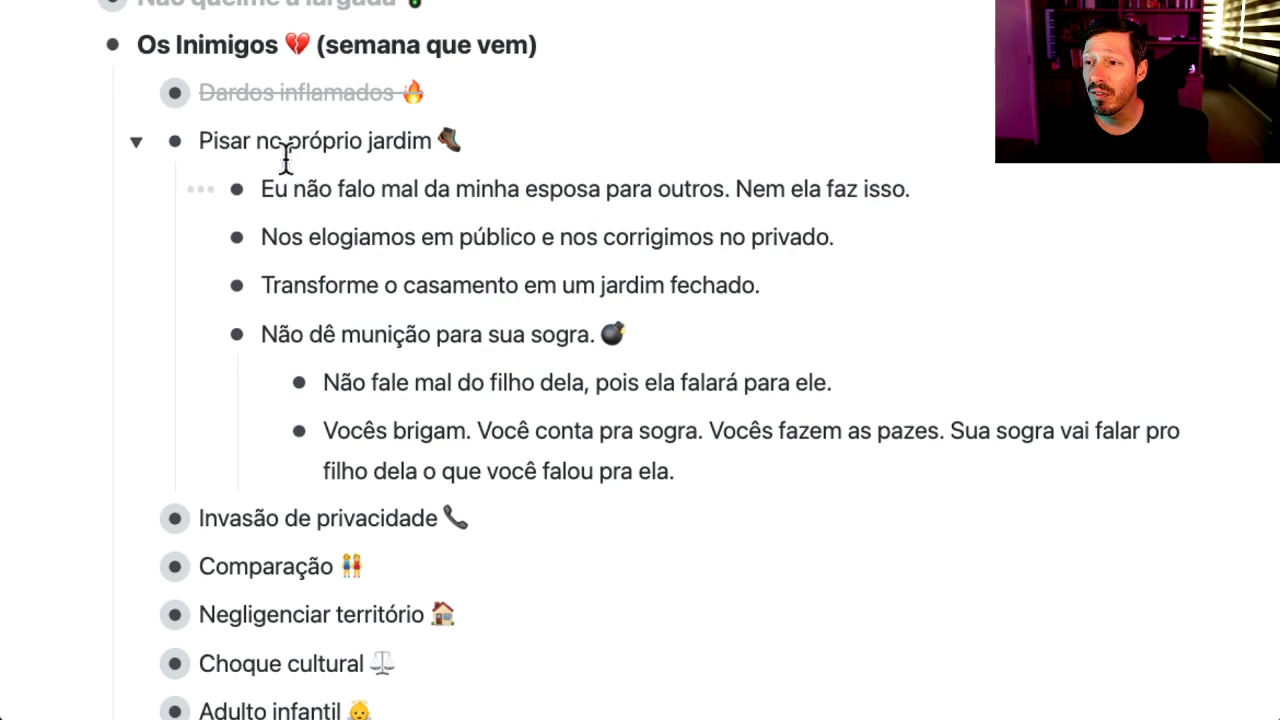 Não queime a largada
Os Inimigos 💔 (semana que vem)
Dardos inflamados 🔥
Pisar no próprio jardim 🥾
Eu não falo mal da minha esposa para outros. Nem ela faz isso.
Nos elogiamos em público e nos corrigimos no privado.
Transforme o casamento em um jardim fechado.
Não dê munição para sua sogra. 💣
Não fale mal do filho dela, pois ela falará para ele.
Vocês brigam. Você conta pra sogra. Vocês fazem as pazes. Sua sogra vai falar pro
filho dela o que você falou pra ela.
Invasão de privacidade 📞
Comparação 👭
Negligenciar território 🏠
Choque cultural ⚖️
Adulto infantil 👼